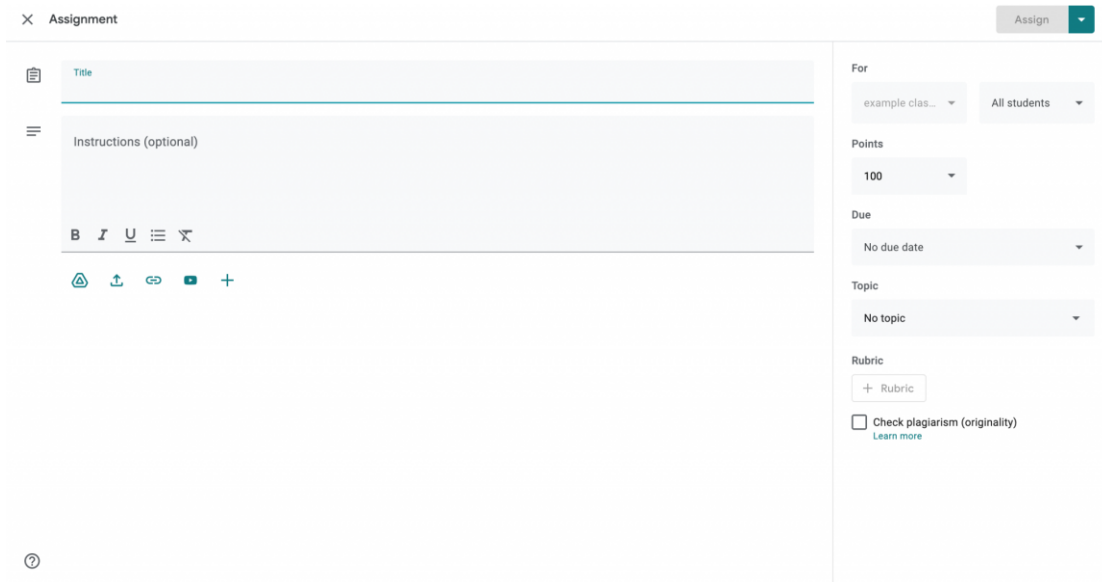 Assignment
Assign
Title
Instructions (optional)
B I U
For
example clas...
All students
Points
100
Due
No due date
Topic
No topic
Rubric
+ Rubric
Check plagiarism (originality)
Learn more